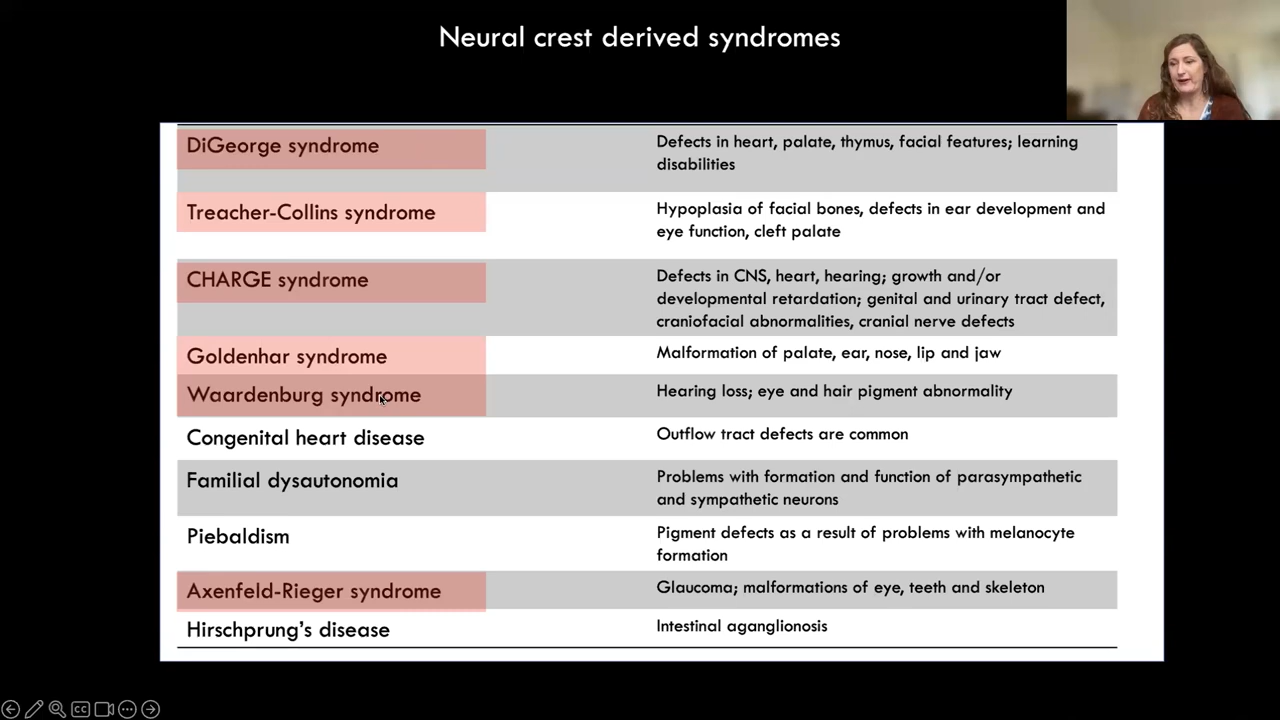 Neural crest derived syndromes
DiGeorge syndrome
Defects in heart, palate, thymus, facial features; learning
disabilities
Treacher-Collins syndrome
Hypoplasia of facial bones, defects in ear development and
eye function, cleft palate
CHARGE syndrome
Defects in CNS, heart, hearing; growth and/or
developmental retardation; genital and urinary tract defect,
craniofacial abnormalities, cranial nerve defects
Goldenhar syndrome
Malformation of palate, ear, nose, lip and jaw
Waardenburg syndrome
Hearing loss; eye and hair pigment abnormality
Congenital heart disease
Outflow tract defects are common
Familial dysautonomia
Problems with formation and function of parasympathetic
and sympathetic neurons
Piebaldism
Pigment defects as a result of problems with melanocyte
formation
Axenfeld-Rieger syndrome
Glaucoma; malformations of eye, teeth and skeleton
Hirschprung’s disease
Intestinal aganglionosis
CC